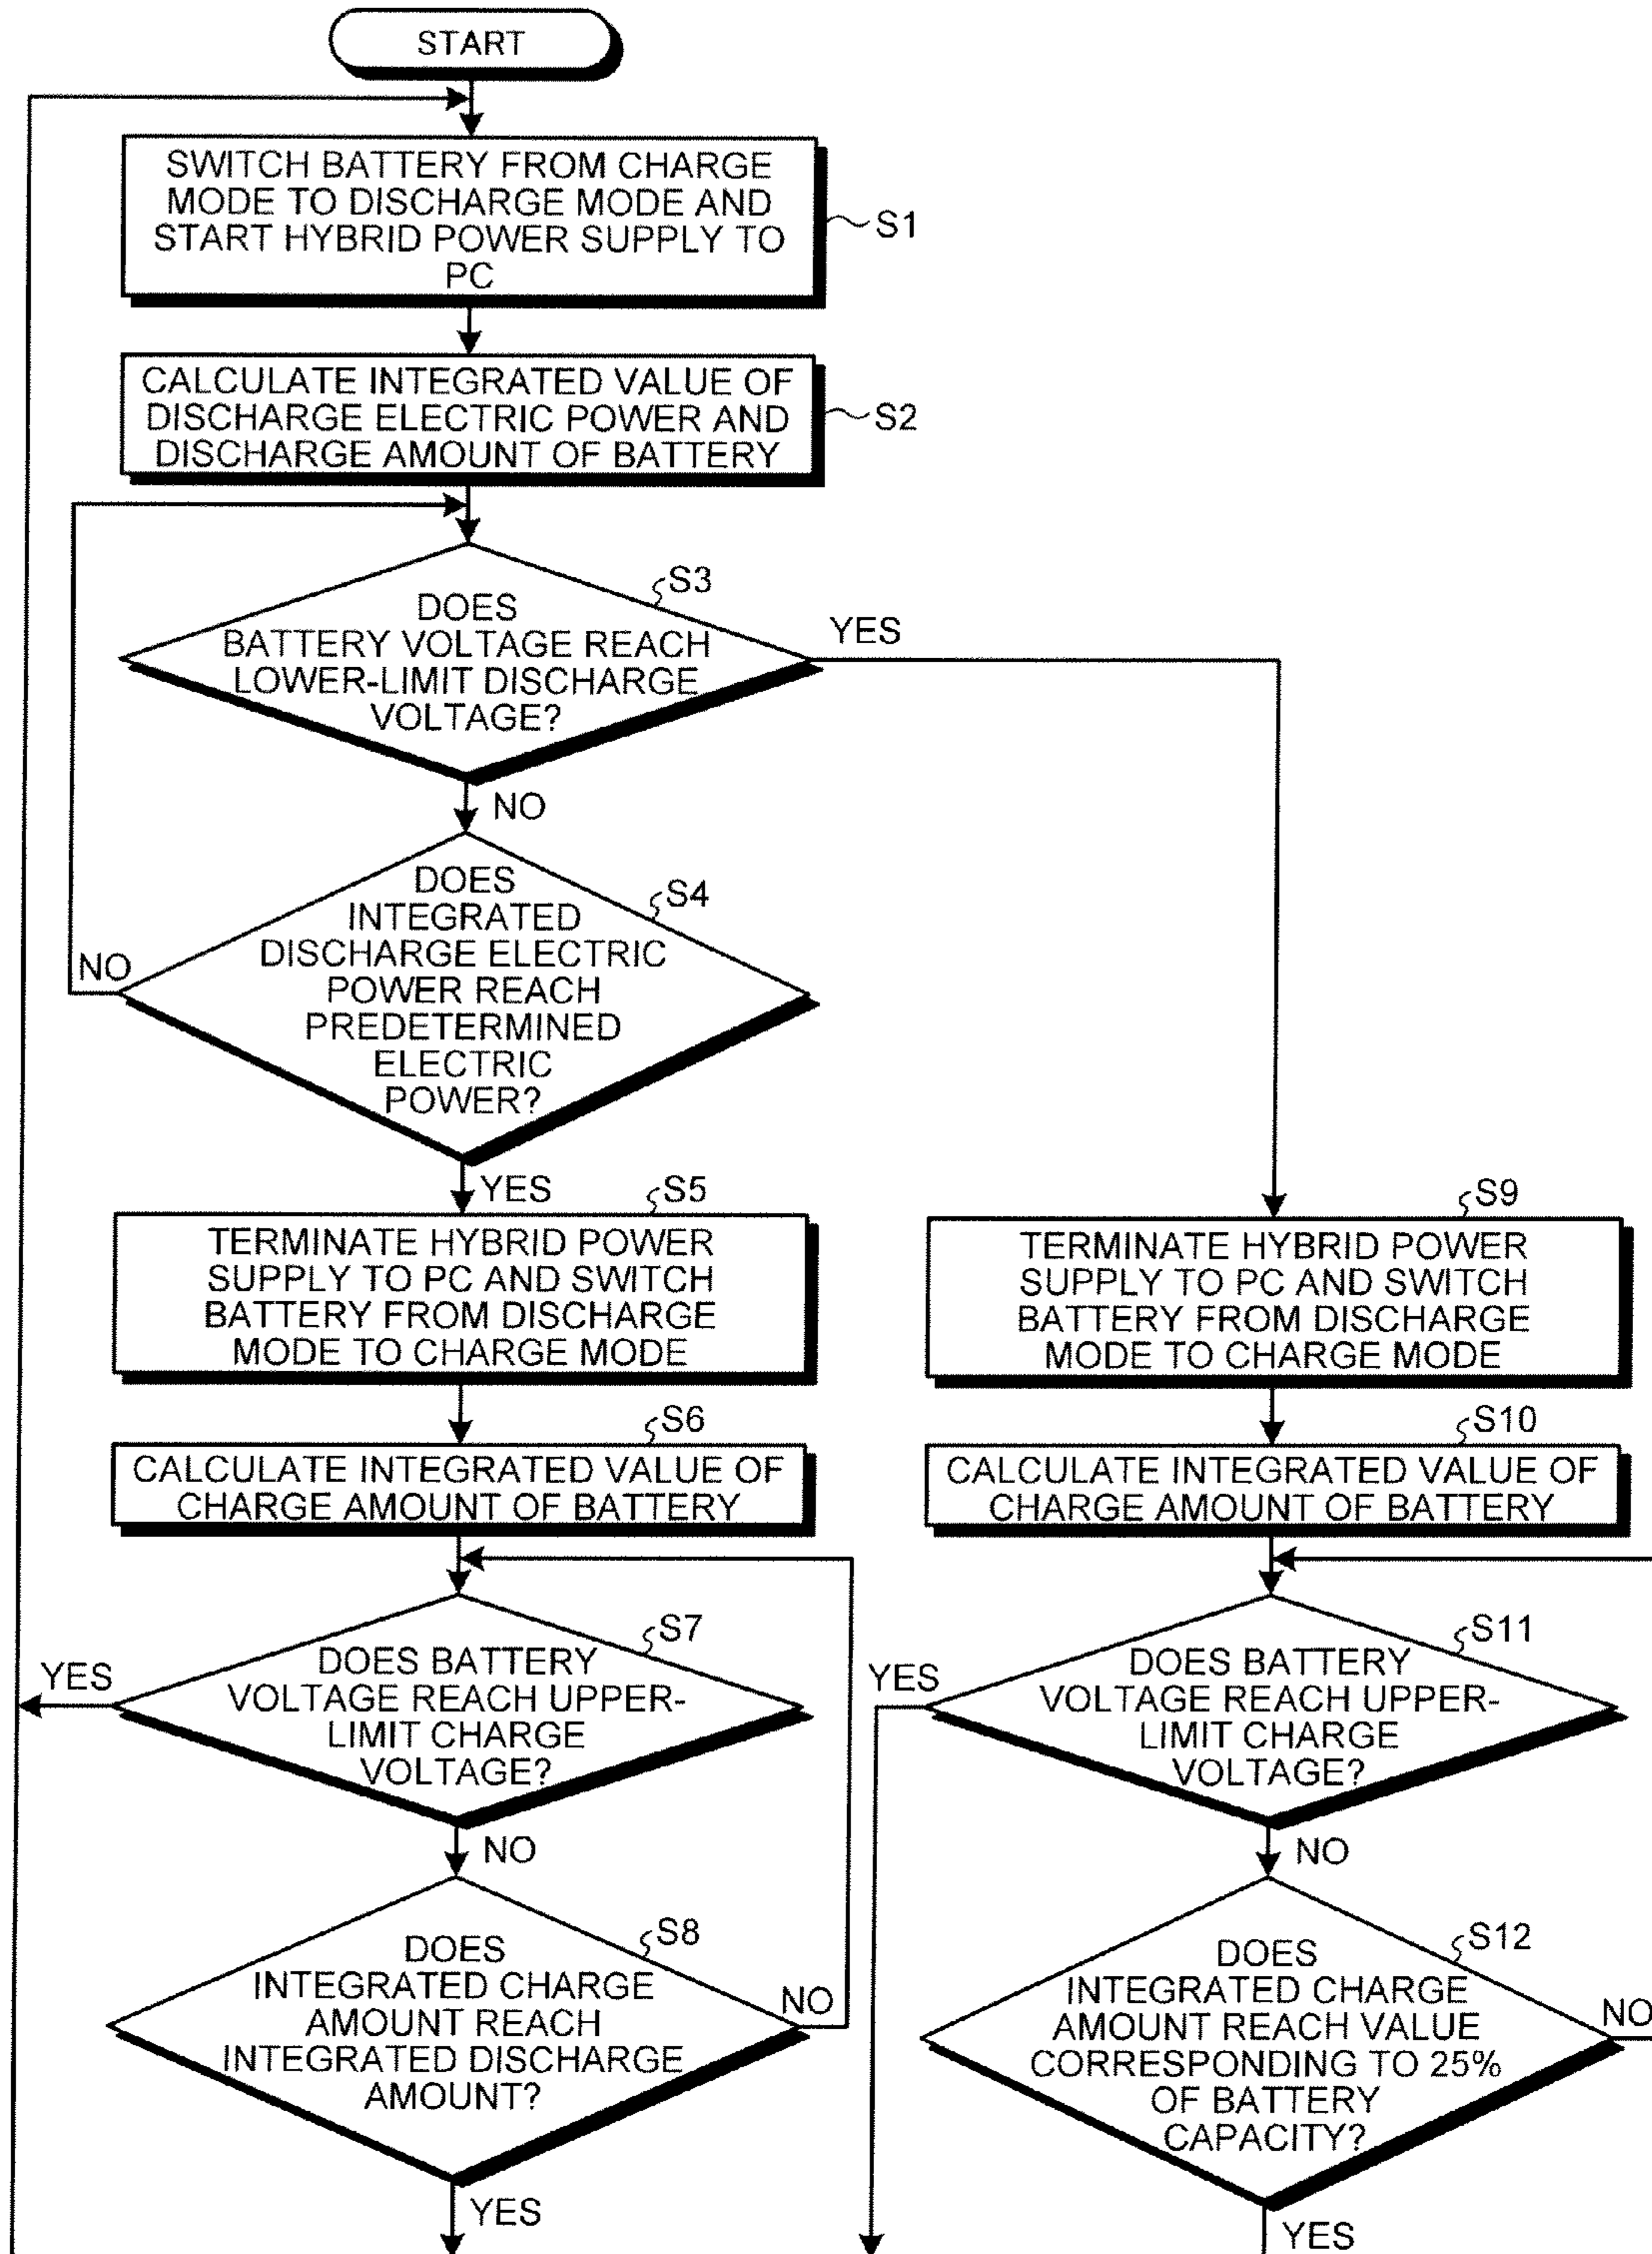 START
SWITCH BATTERY FROM CHARGE
MODE TO DISCHARGE MODE AND
START HYBRID POWER SUPPLY TO
PC
S1
CALCULATE INTEGRATED VALUE OF
DISCHARGE ELECTRIC POWER AND
DISCHARGE AMOUNT OF BATTERY
S2
S3
DOES
BATTERY VOLTAGE REACH
LOWER-LIMIT DISCHARGE
VOLTAGE?
YES
NO
S4
DOES
INTEGRATED
DISCHARGE ELECTRIC
POWER REACH
PREDETERMINED
ELECTRIC
POWER?
NO
YES
S5
TERMINATE HYBRID POWER
SUPPLY TO PC AND SWITCH
BATTERY FROM DISCHARGE
MODE TO CHARGE MODE
S6
CALCULATE INTEGRATED VALUE OF
CHARGE AMOUNT OF BATTERY
S7
DOES BATTERY
VOLTAGE REACH UPPER-
LIMIT CHARGE
VOLTAGE?
YES
NO
S8
DOES
INTEGRATED CHARGE
AMOUNT REACH
INTEGRATED DISCHARGE
AMOUNT?
NO
YES
S9
TERMINATE HYBRID POWER
SUPPLY TO PC AND SWITCH
BATTERY FROM DISCHARGE
MODE TO CHARGE MODE
S10
CALCULATE INTEGRATED VALUE OF
CHARGE AMOUNT OF BATTERY
S11
DOES BATTERY
VOLTAGE REACH UPPER-
LIMIT CHARGE
VOLTAGE?
YES
NO
S12
DOES
INTEGRATED CHARGE
AMOUNT REACH VALUE
CORRESPONDING TO 25%
OF BATTERY
CAPACITY?
NO
YES